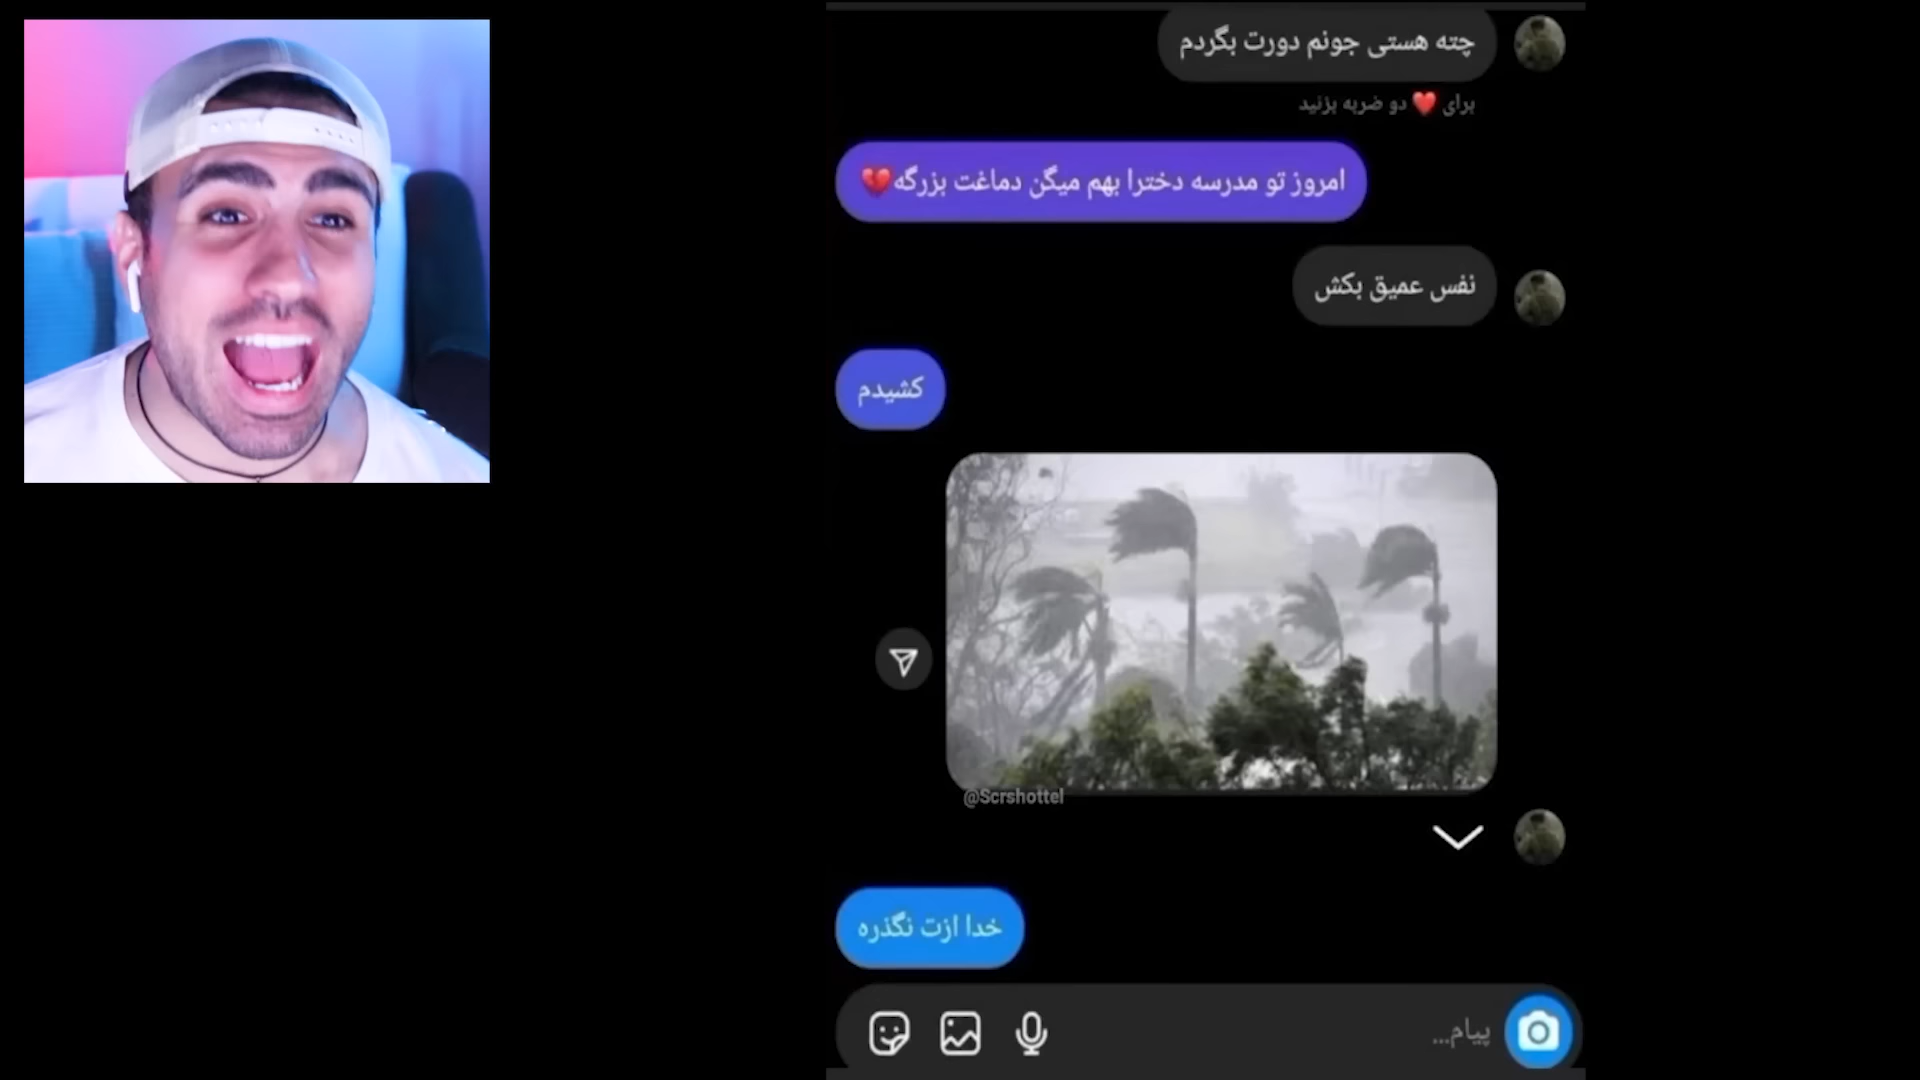 چته هستی جونم دورت بگردم
برای ❤️ دو ضربه بزنید
امروز تو مدرسه دخترا بهم میگن دماغت بزرگه💔
نفس عمیق بکش
کشیدم
@Scrshottel
خدا ازت نگذره
پیام...